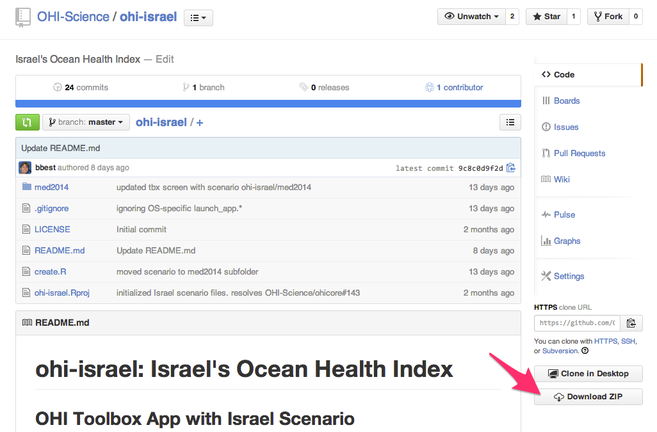 OHI-Science / ohi-israel
Unwatch 2 Star 1 Fork 0
Israel's Ocean Health Index — Edit
24 commits 1 branch 0 releases 1 contributor
branch: master ohi-israel / +
Update README.md
bbest authored 8 days ago latest commit 9c8c0d9f2d
med2014 updated tbx screen with scenario ohi-israel/med2014 13 days ago
.gitignore ignoring OS-specific launch_app.* 13 days ago
LICENSE Initial commit 2 months ago
README.md Update README.md 8 days ago
create.R moved scenario to med2014 subfolder 13 days ago
ohi-israel.Rproj initialized Israel scenario files. resolves OHI-Science/ohicore#143 2 months ago
README.md
ohi-israel: Israel's Ocean Health Index
OHI Toolbox App with Israel Scenario
Code
Boards
Issues
Pull Requests
Wiki
Pulse
Graphs
Settings
HTTPS clone URL
https://github.com/
You can clone with HTTPS, SSH,
or Subversion.
Clone in Desktop
Download ZIP